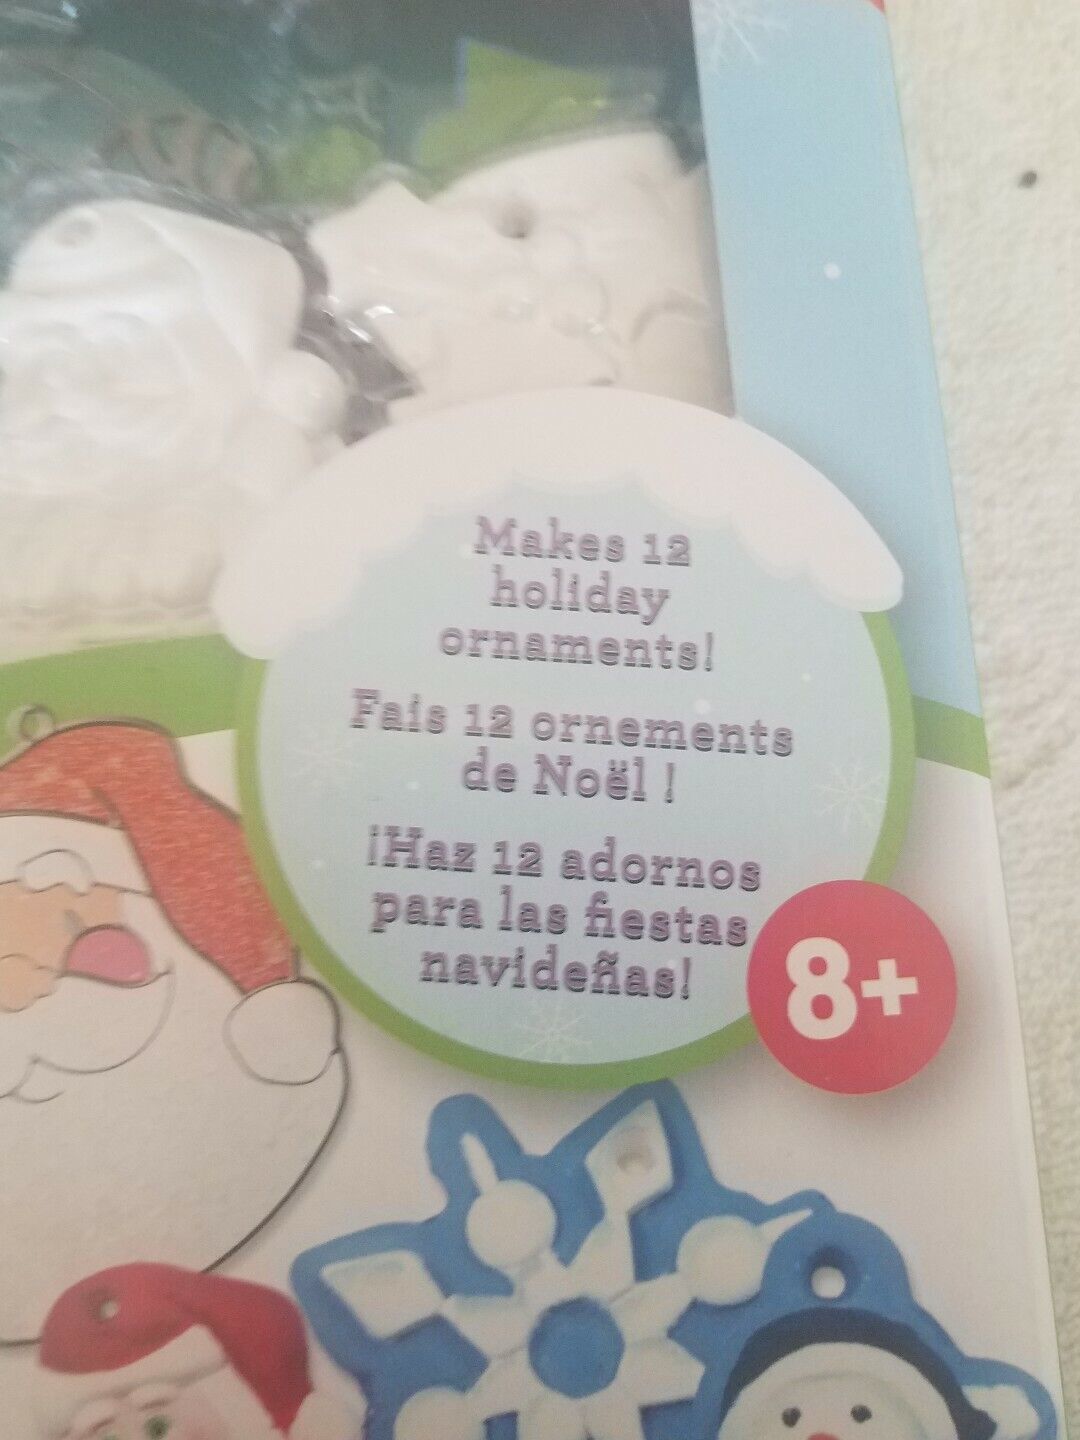 Makes 12
holiday
ornaments!
Fais 12 ornements
de Noël !
¡Haz 12 adornos
para las fiestas
navideñas!
8+